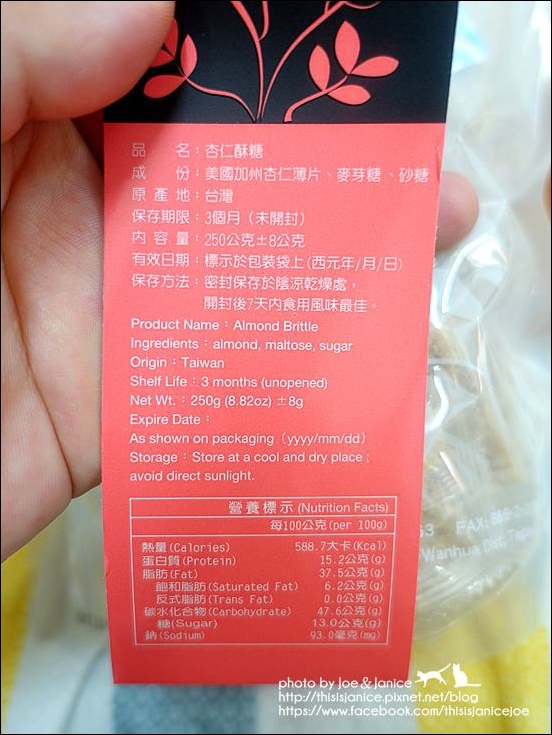 品　　名：杏仁酥糖
成　　份：美國加州杏仁薄片、麥芽糖、砂糖
原 產 地：台灣
保存期限：3個月（未開封）
內 容 量：250公克±8公克
有效日期：標示於包裝袋上(西元年/月/日)
保存方法：密封保存於陰涼乾燥處，
開封後7天內食用風味最佳。
Product Name：Almond Brittle
Ingredients：almond, maltose, sugar
Origin：Taiwan
Shelf Life：3 months (unopened)
Net Wt.：250g (8.82oz) ±8g
Expire Date：
As shown on packaging（yyyy/mm/dd）
Storage：Store at a cool and dry place；
avoid direct sunlight.
營養標示 (Nutrition Facts)
每100公克(per 100g)
熱量(Calories) 588.7大卡(Kcal)
蛋白質(Protein) 15.2公克(g)
脂肪(Fat) 37.5公克(g)
飽和脂肪(Saturated Fat) 6.2公克(g)
反式脂肪(Trans Fat) 0.0公克(g)
碳水化合物(Carbohydrate) 47.6公克(g)
糖(Sugar) 13.0公克(g)
鈉(Sodium) 93.0毫克(mg)
FAX:886-2
Wanhua Dist. Taip
photo by Joe & Janice
http://thisisjanice.pixnet.net/blog
https://www.facebook.com/thisisjanicejoe